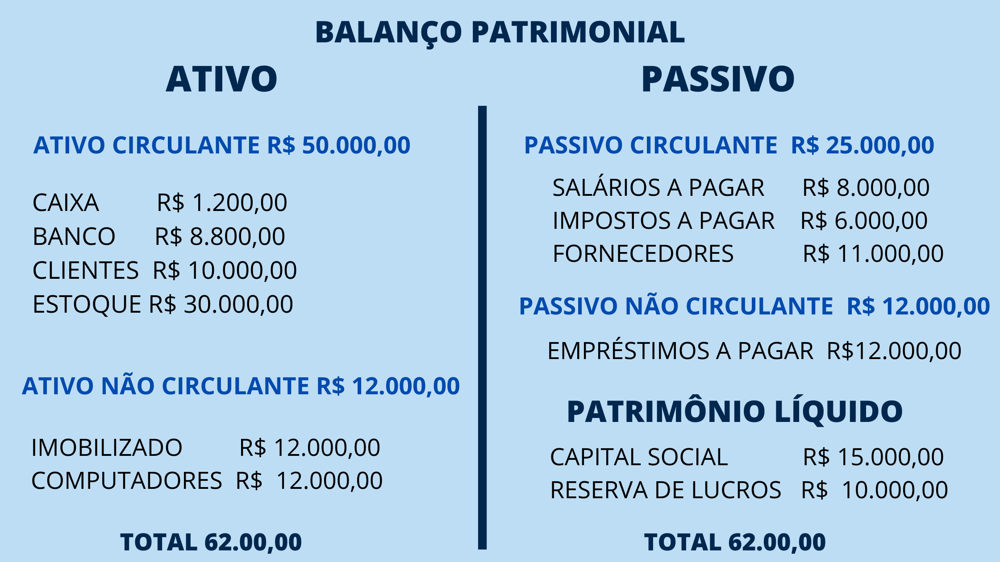 BALANÇO PATRIMONIAL
ATIVO
ATIVO CIRCULANTE R$ 50.000,00
CAIXA R$ 1.200,00
BANCO R$ 8.800,00
CLIENTES R$ 10.000,00
ESTOQUE R$ 30.000,00
ATIVO NÃO CIRCULANTE R$ 12.000,00
IMOBILIZADO R$ 12.000,00
COMPUTADORES R$ 12.000,00
TOTAL 62.00,00
PASSIVO
PASSIVO CIRCULANTE R$ 25.000,00
SALÁRIOS A PAGAR R$ 8.000,00
IMPOSTOS A PAGAR R$ 6.000,00
FORNECEDORES R$ 11.000,00
PASSIVO NÃO CIRCULANTE R$ 12.000,00
EMPRÉSTIMOS A PAGAR R$12.000,00
PATRIMÔNIO LÍQUIDO
CAPITAL SOCIAL R$ 15.000,00
RESERVA DE LUCROS R$ 10.000,00
TOTAL 62.00,00